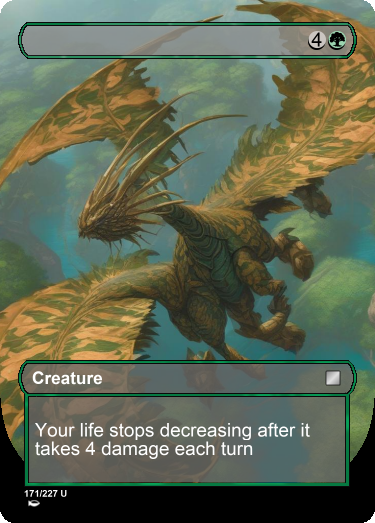 4
Creature
Your life stops decreasing after it
takes 4 damage each turn
171/227 U